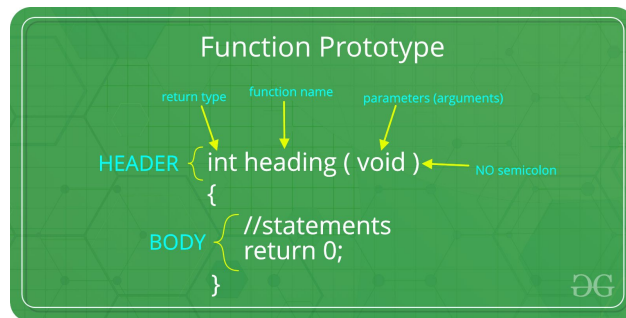 Function Prototype
return type function name parameters (arguments)
HEADER { int heading ( void ) NO semicolon
{
//statements
BODY { return 0;
}
GG